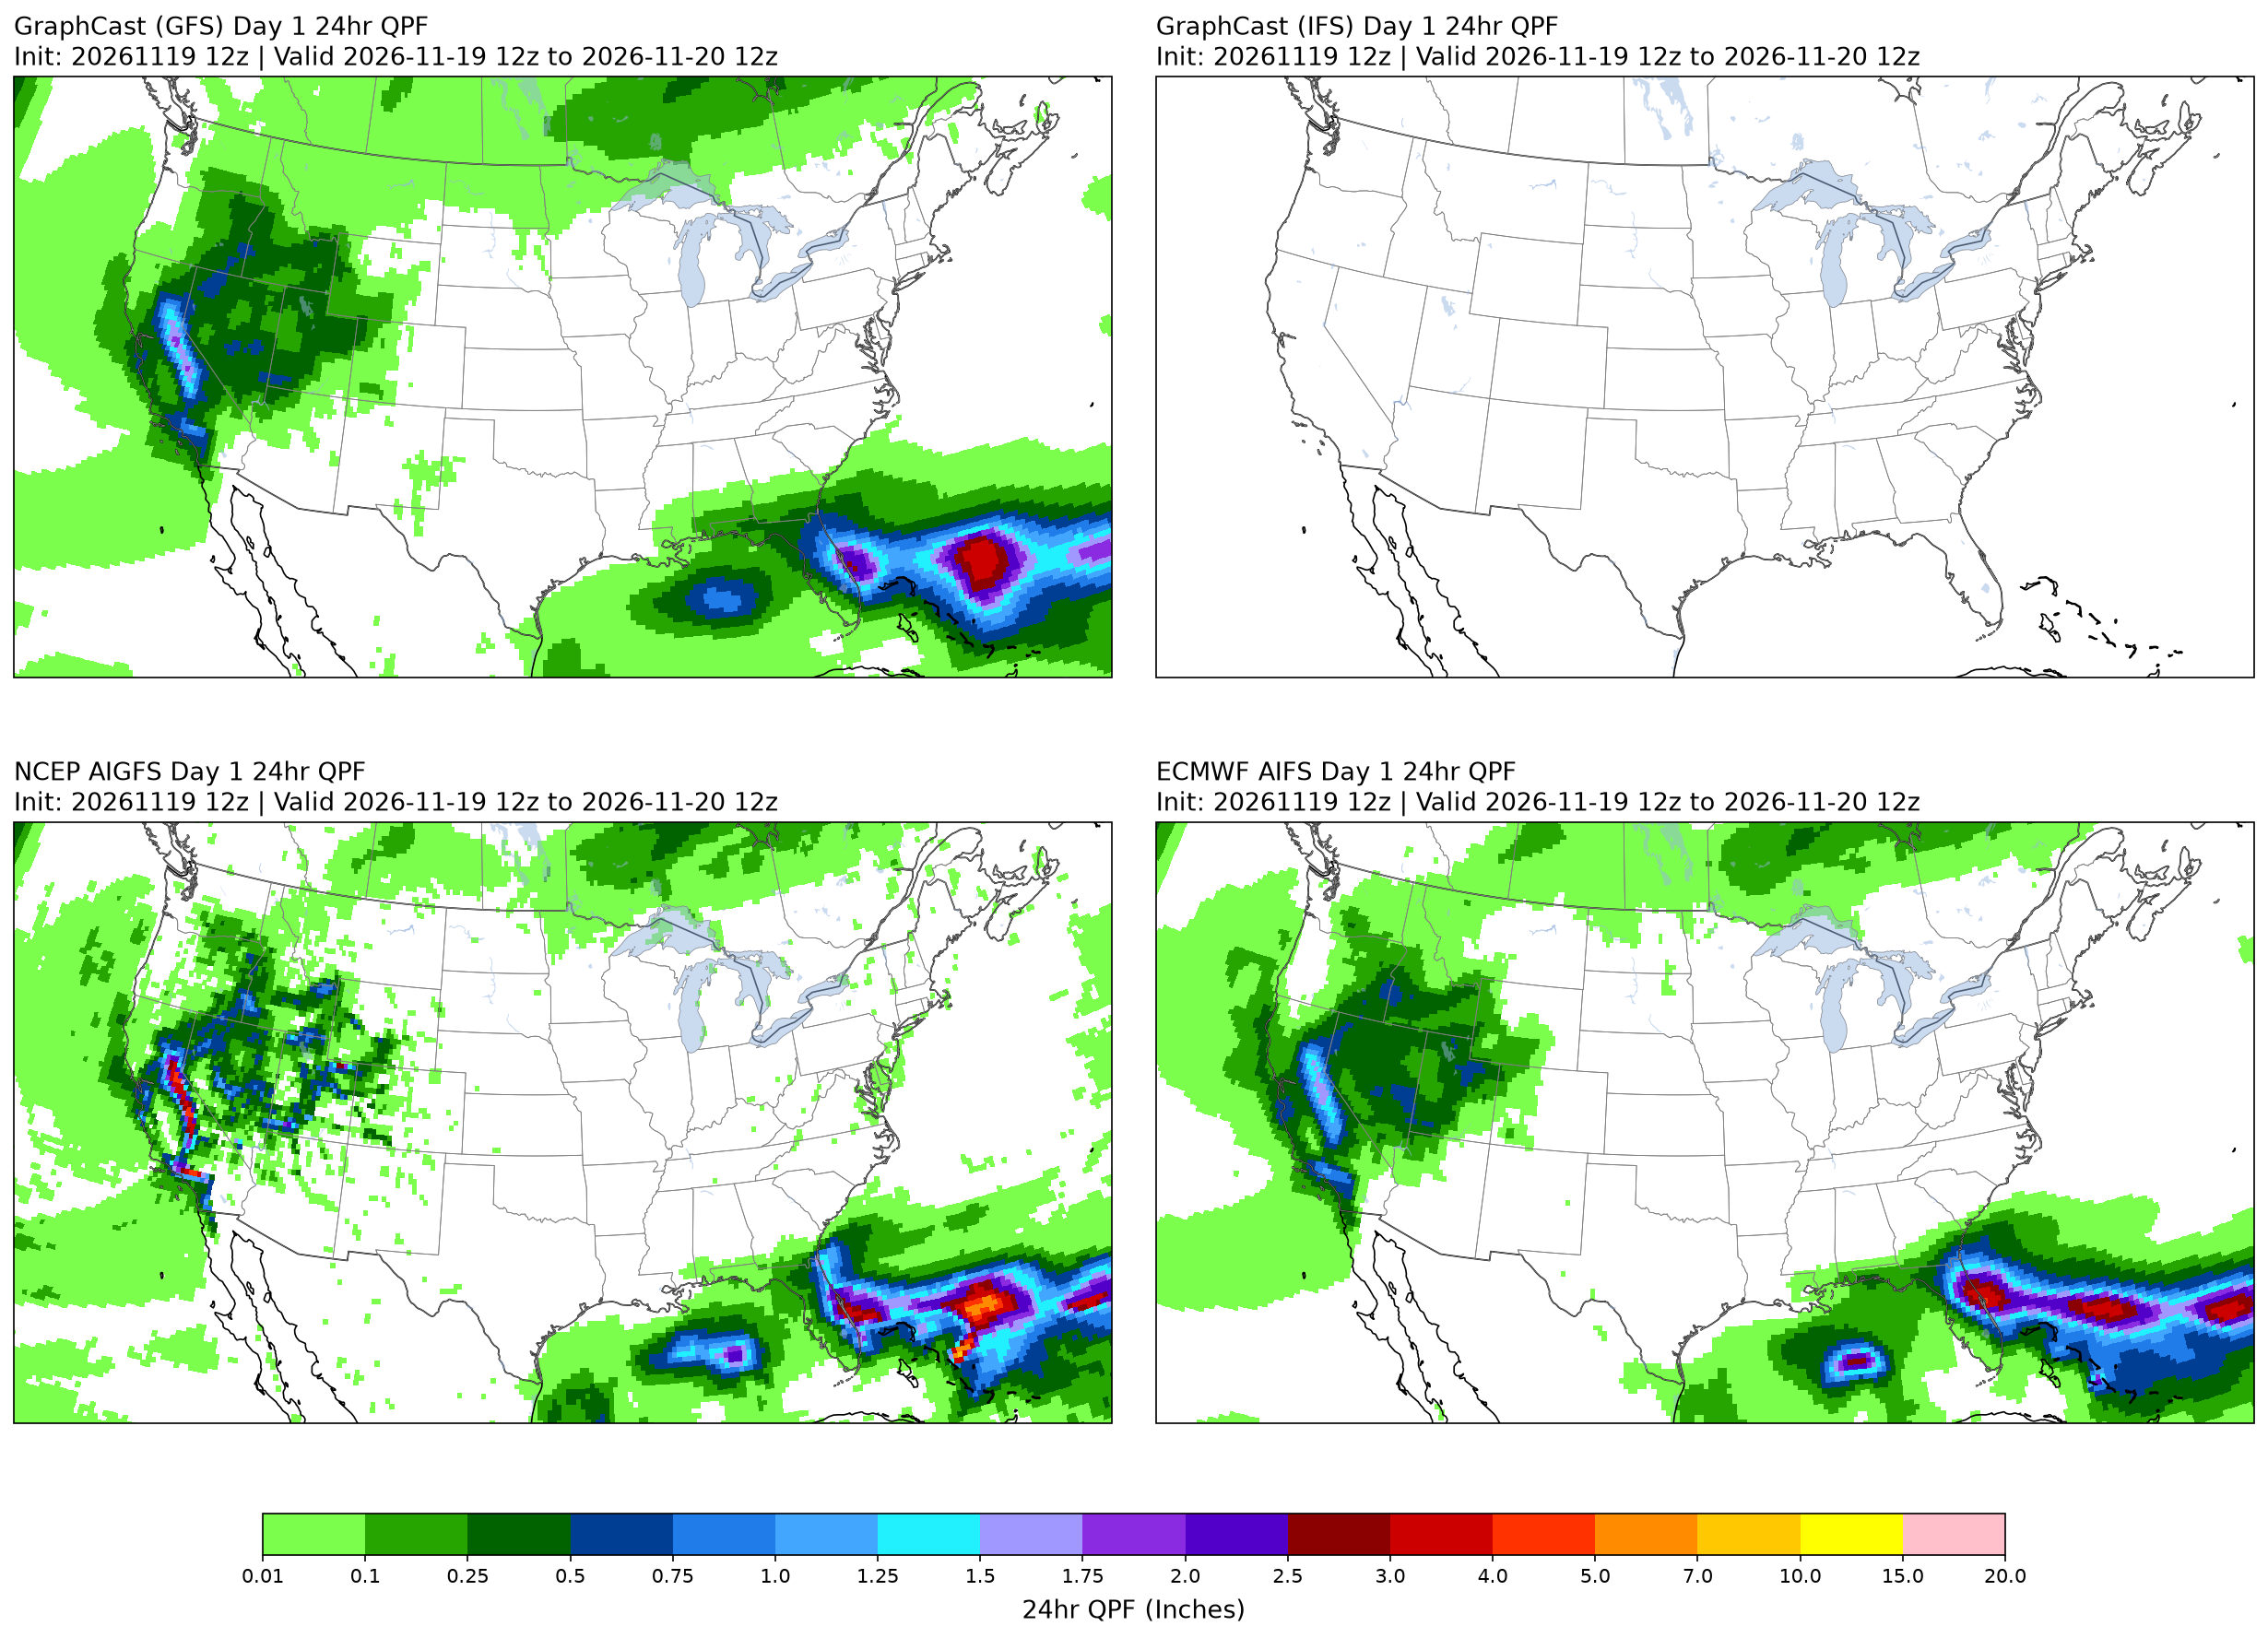 GraphCast (GFS) Day 1 24hr QPF
Init: 20261119 12z | Valid 2026-11-19 12z to 2026-11-20 12z
GraphCast (IFS) Day 1 24hr QPF
Init: 20261119 12z | Valid 2026-11-19 12z to 2026-11-20 12z
NCEP AIGFS Day 1 24hr QPF
Init: 20261119 12z | Valid 2026-11-19 12z to 2026-11-20 12z
ECMWF AIFS Day 1 24hr QPF
Init: 20261119 12z | Valid 2026-11-19 12z to 2026-11-20 12z
0.01 0.1 0.25 0.5 0.75 1.0 1.25 1.5 1.75 2.0 2.5 3.0 4.0 5.0 7.0 10.0 15.0 20.0
24hr QPF (Inches)